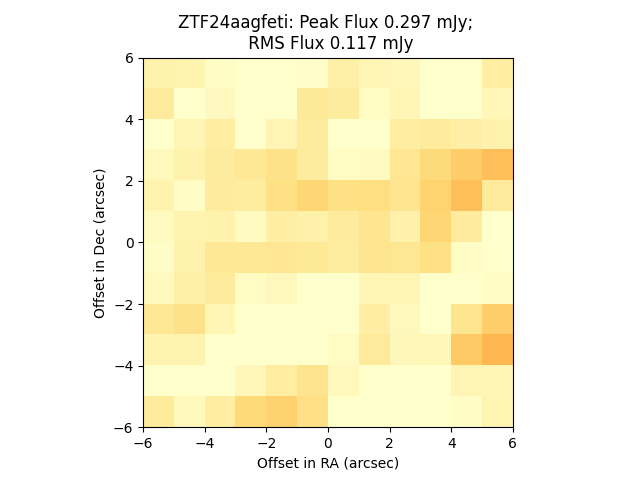 ZTF24aagfeti: Peak Flux 0.297 mJy;
RMS Flux 0.117 mJy
6
4
2
0
−2
−4
−6
Offset in Dec (arcsec)
−6 −4 −2 0 2 4 6
Offset in RA (arcsec)